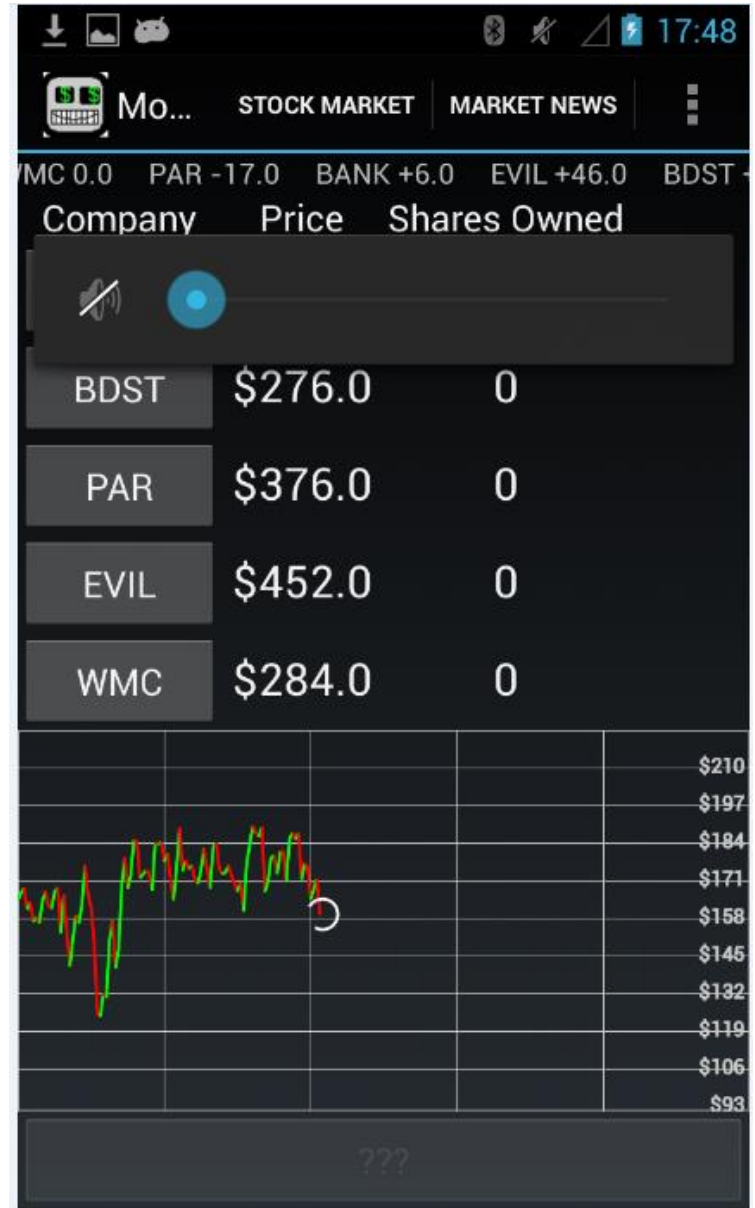 17:48
Mo... STOCK MARKET MARKET NEWS
MC 0.0 PAR -17.0 BANK +6.0 EVIL +46.0 BDST
Company Price Shares Owned
BDST $276.0 0
PAR $376.0 0
EVIL $452.0 0
WMC $284.0 0
$210
$197
$184
$171
$158
$145
$132
$119
$106
$93
???